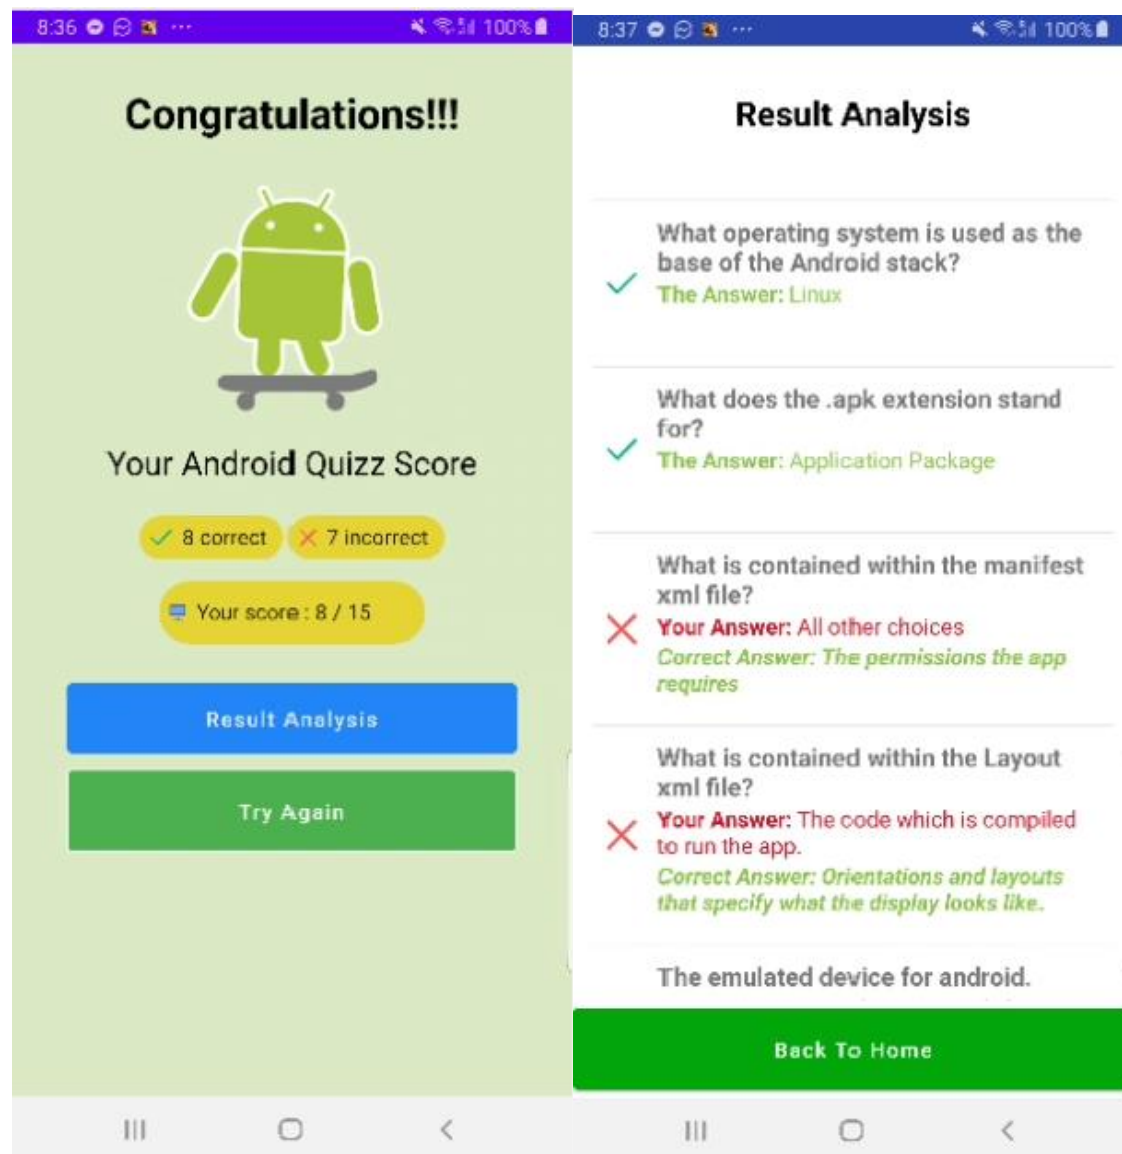 8:36
100%
Congratulations!!!
Your Android Quizz Score
8 correct
7 incorrect
Your score : 8 / 15
Result Analysis
Try Again
8:37
100%
Result Analysis
What operating system is used as the
base of the Android stack?
The Answer: Linux
What does the .apk extension stand
for?
The Answer: Application Package
What is contained within the manifest
xml file?
Your Answer: All other choices
Correct Answer: The permissions the app
requires
What is contained within the Layout
xml file?
Your Answer: The code which is compiled
to run the app.
Correct Answer: Orientations and layouts
that specify what the display looks like.
The emulated device for android.
Back To Home